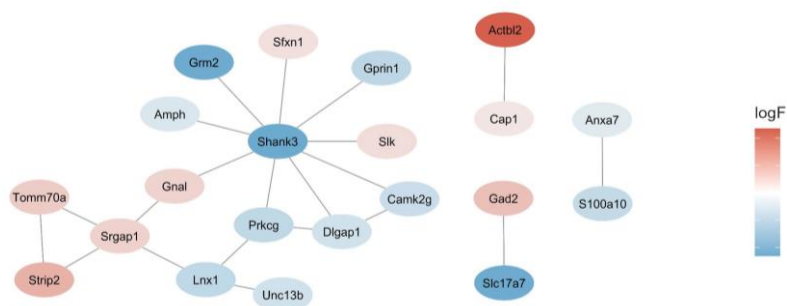 Actbl2
Sfxn1
Grm2
Gprin1
logF
Amph
Cap1
Anxa7
Shank3
Slk
Gnal
Tomm70a
Camk2g
Gad2
S100a10
Prkcg
Dlgap1
Srgap1
Strip2
Lnx1
Slc17a7
Unc13b